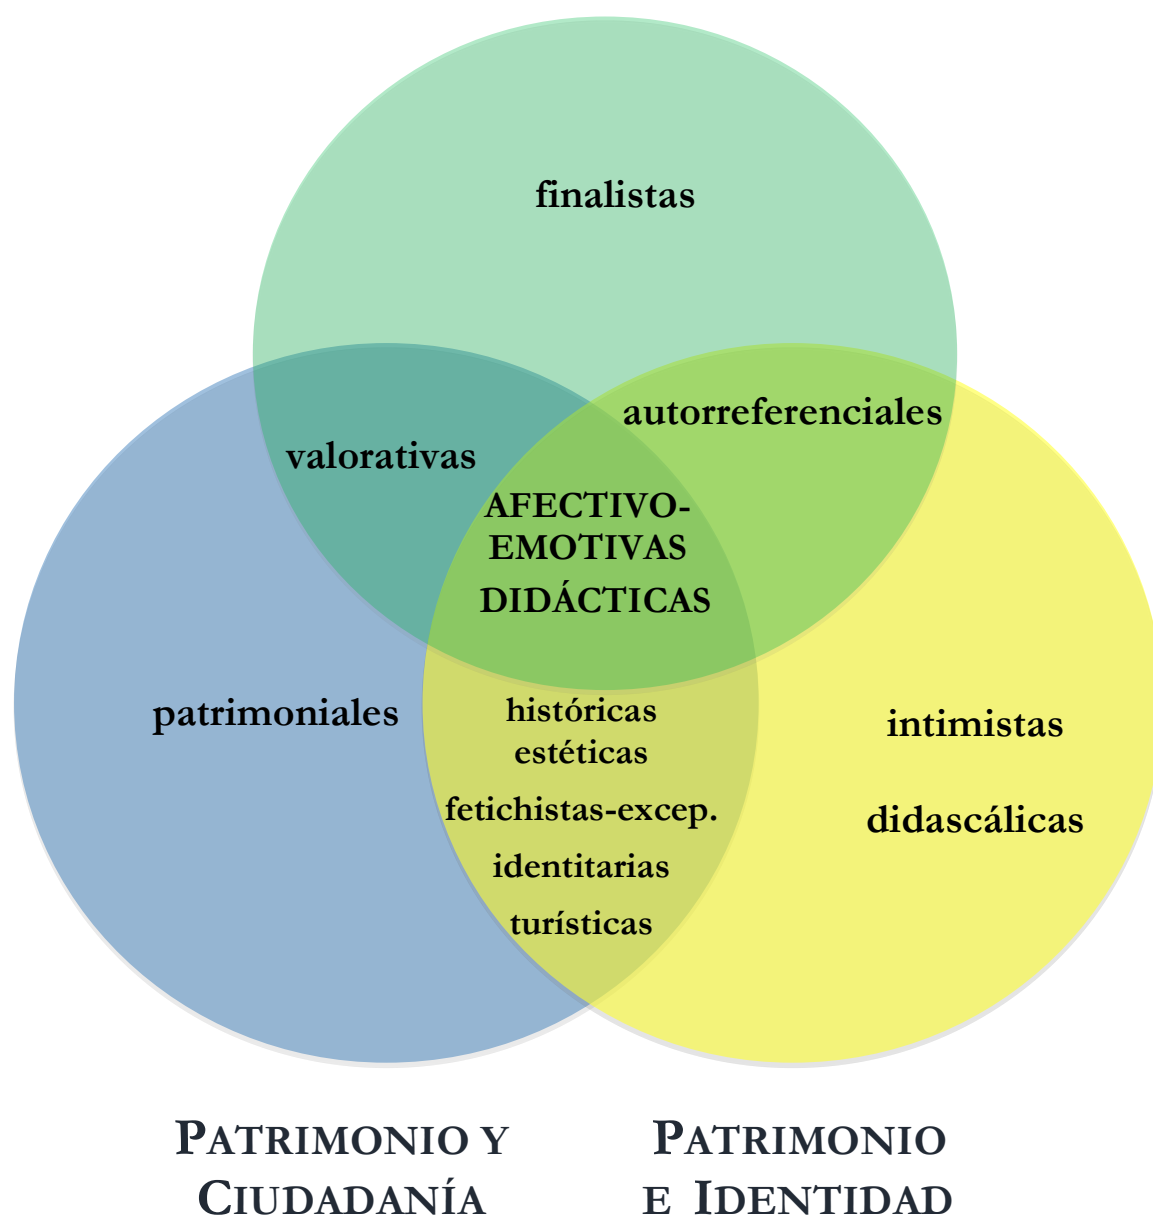 finalistas
autorreferenciales
valorativas
AFECTIVO-
EMOTIVAS
DIDÁCTICAS
patrimoniales
históricas
estéticas
fetichistas-excep.
identitarias
turísticas
intimistas
didascálicas
PATRIMONIO Y
CIUDADANÍA
PATRIMONIO
E IDENTIDAD